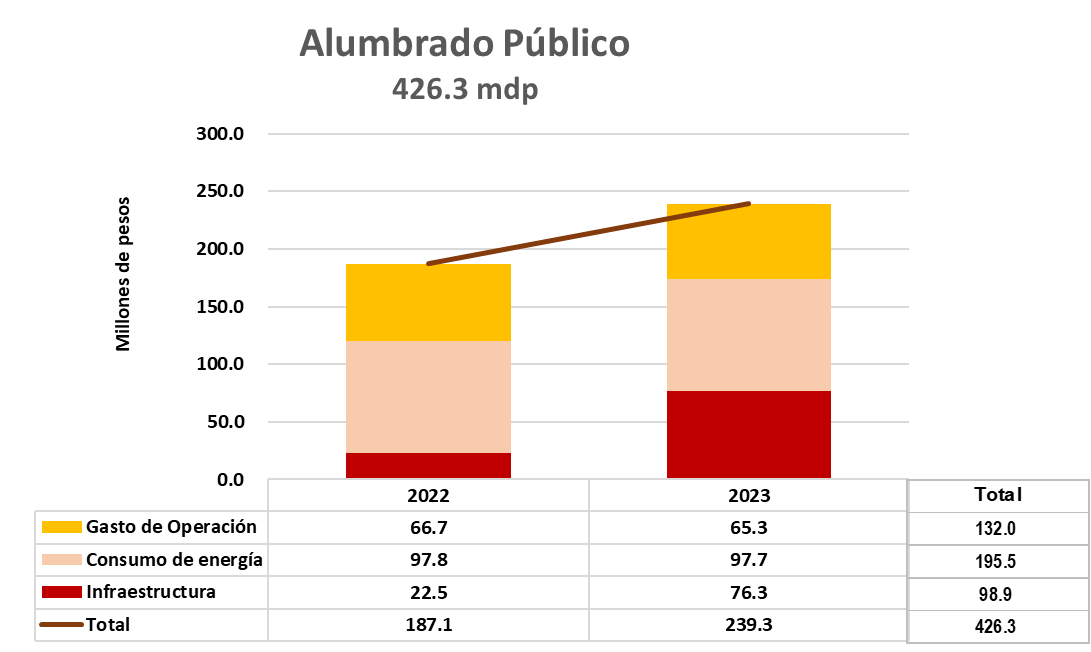 Alumbrado Público
426.3 mdp
300.0
250.0
200.0
150.0
100.0
50.0
0.0
Millones de pesos
2022 2023 Total
Gasto de Operación 66.7 65.3 132.0
Consumo de energía 97.8 97.7 195.5
Infraestructura 22.5 76.3 98.9
Total 187.1 239.3 426.3